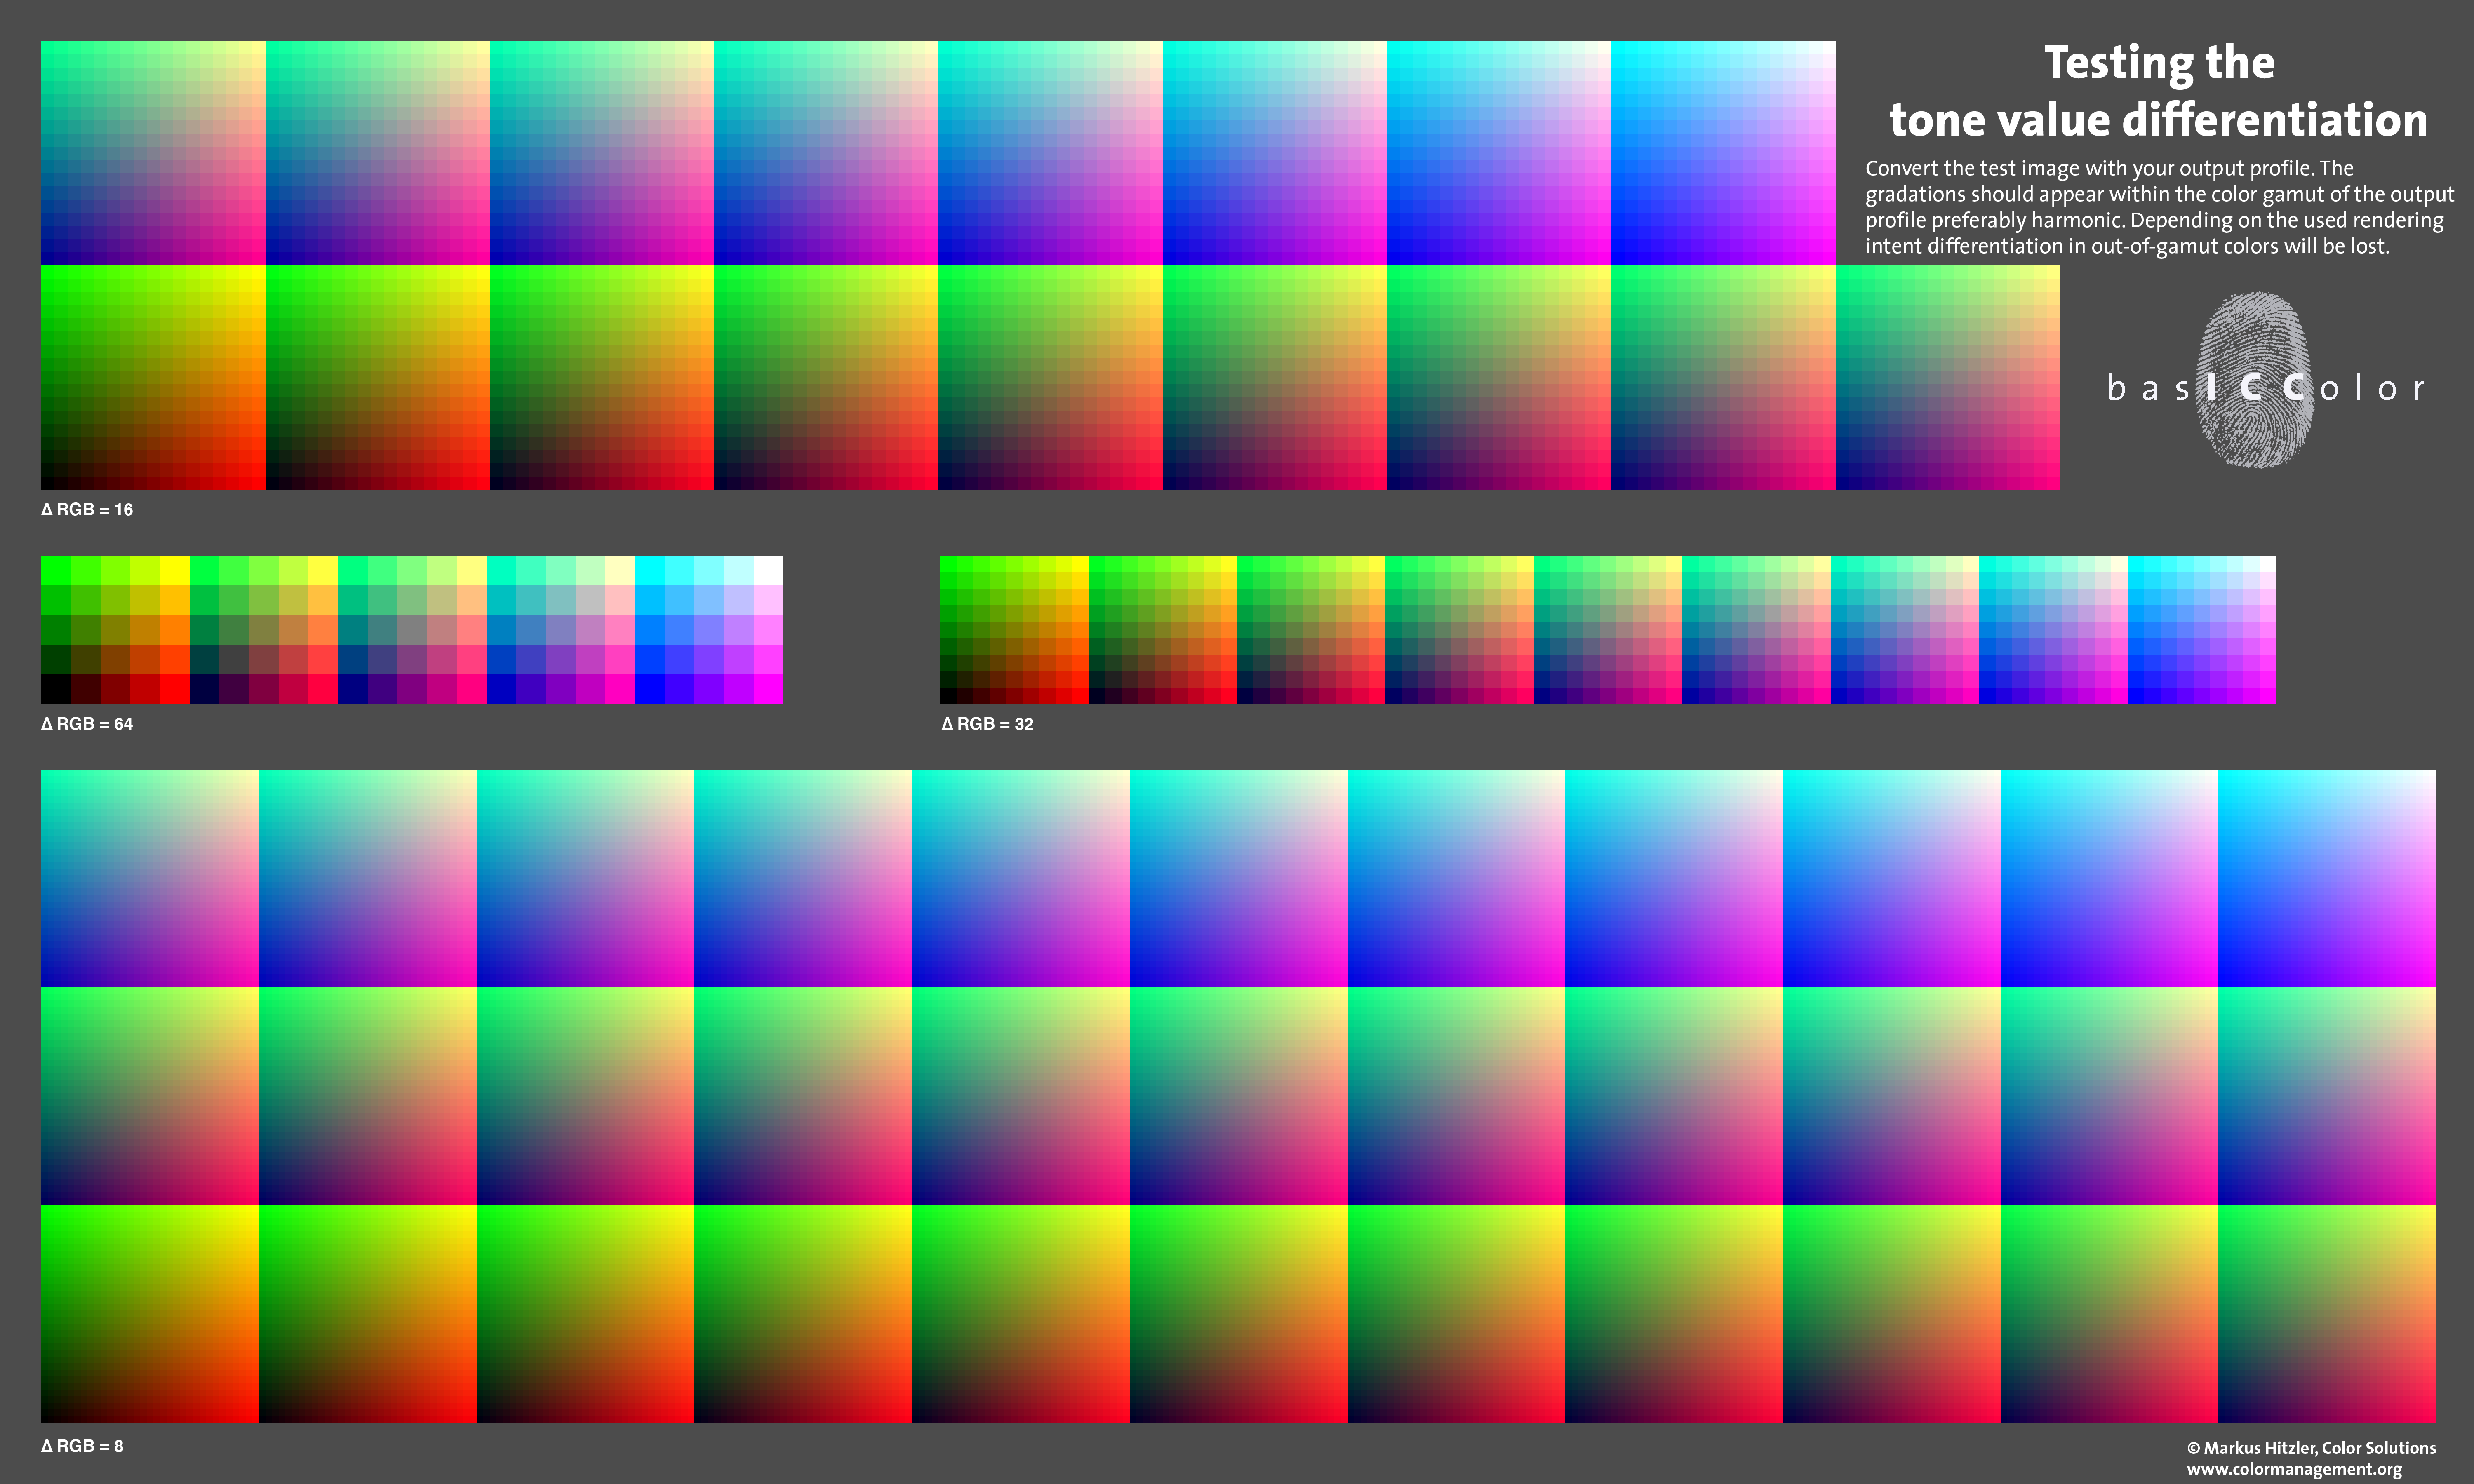 Testing the
tone value differentiation
Convert the test image with your output profile. The
gradations should appear within the color gamut of the output
profile preferably harmonic. Depending on the used rendering
intent differentiation in out-of-gamut colors will be lost.
basICColor
Δ RGB = 16
Δ RGB = 64
Δ RGB = 32
Δ RGB = 8
© Markus Hitzler, Color Solutions
www.colormanagement.org